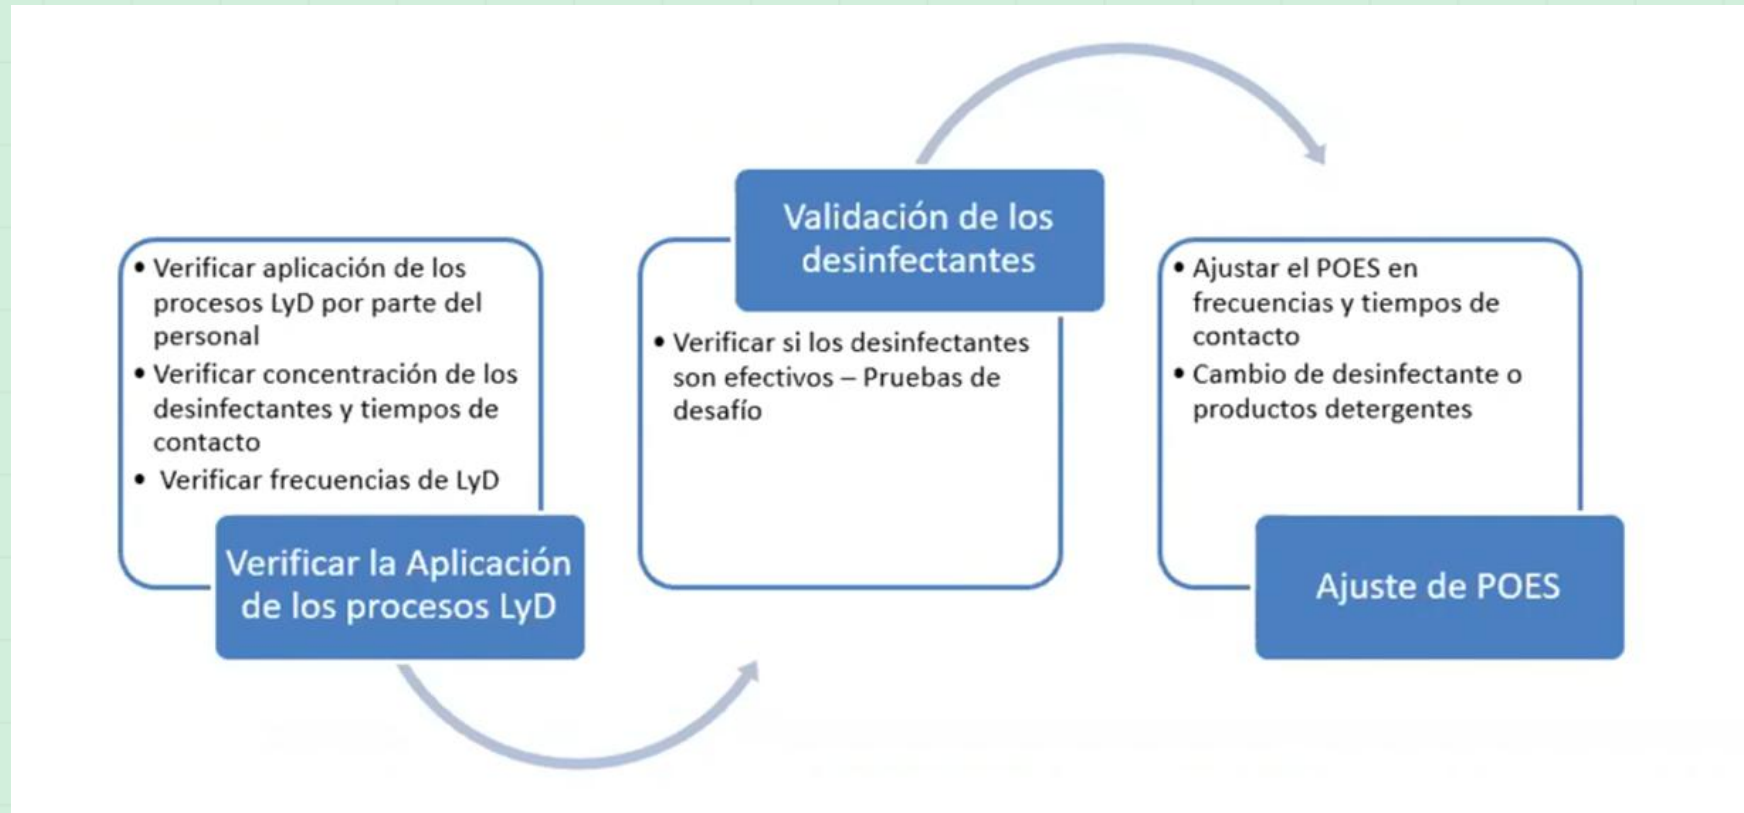 • Verificar aplicación de los
procesos LyD por parte del
personal
• Verificar concentración de los
desinfectantes y tiempos de
contacto
• Verificar frecuencias de LyD
Verificar la Aplicación
de los procesos LyD
Validación de los
desinfectantes
• Verificar si los desinfectantes
son efectivos – Pruebas de
desafío
• Ajustar el POES en
frecuencias y tiempos de
contacto
• Cambio de desinfectante o
productos detergentes
Ajuste de POES